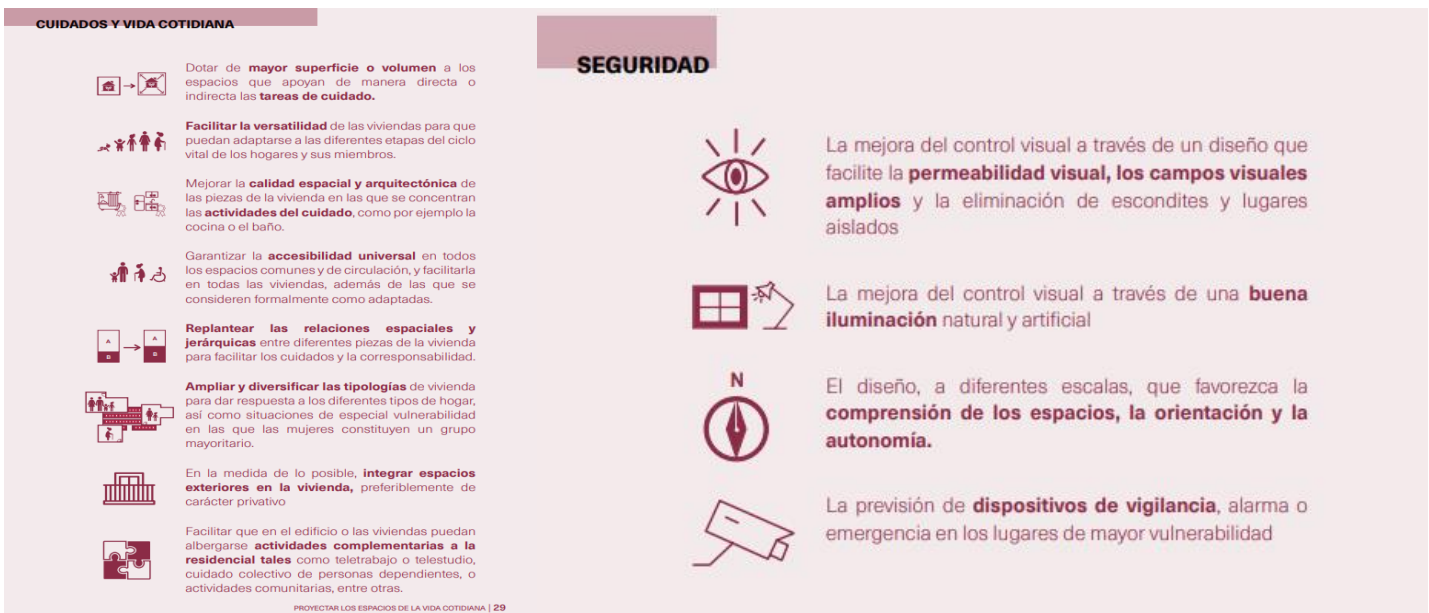 CUIDADOS Y VIDA COTIDIANA
Dotar de mayor superficie o volumen a los
espacios que apoyan de manera directa o
indirecta las tareas de cuidado.
Facilitar la versatilidad de las viviendas para que
puedan adaptarse a las diferentes etapas del ciclo
vital de los hogares y sus miembros.
Mejorar la calidad espacial y arquitectónica de
las piezas de la vivienda en las que se concentran
las actividades del cuidado, como por ejemplo la
cocina o el baño.
Garantizar la accesibilidad universal en todos
los espacios comunes y de circulación, y facilitarla
en todas las viviendas, además de las que se
consideren formalmente como adaptadas.
A
B
A
B
Replantear las relaciones espaciales y
jerárquicas entre diferentes piezas de la vivienda
para facilitar los cuidados y la corresponsabilidad.
Ampliar y diversificar las tipologías de vivienda
para dar respuesta a los diferentes tipos de hogar,
así como situaciones de especial vulnerabilidad
en las que las mujeres constituyen un grupo
mayoritario.
En la medida de lo posible, integrar espacios
exteriores en la vivienda, preferiblemente de
carácter privativo
Facilitar que en el edificio o las viviendas puedan
albergarse actividades complementarias a la
residencial tales como teletrabajo o telestudio,
cuidado colectivo de personas dependientes, o
actividades comunitarias, entre otras.
PROYECTAR LOS ESPACIOS DE LA VIDA COTIDIANA | 29
SEGURIDAD
La mejora del control visual a través de un diseño que
facilite la permeabilidad visual, los campos visuales
amplios y la eliminación de escondites y lugares
aislados
La mejora del control visual a través de una buena
iluminación natural y artificial
N
El diseño, a diferentes escalas, que favorezca la
comprensión de los espacios, la orientación y la
autonomía.
La previsión de dispositivos de vigilancia, alarma o
emergencia en los lugares de mayor vulnerabilidad